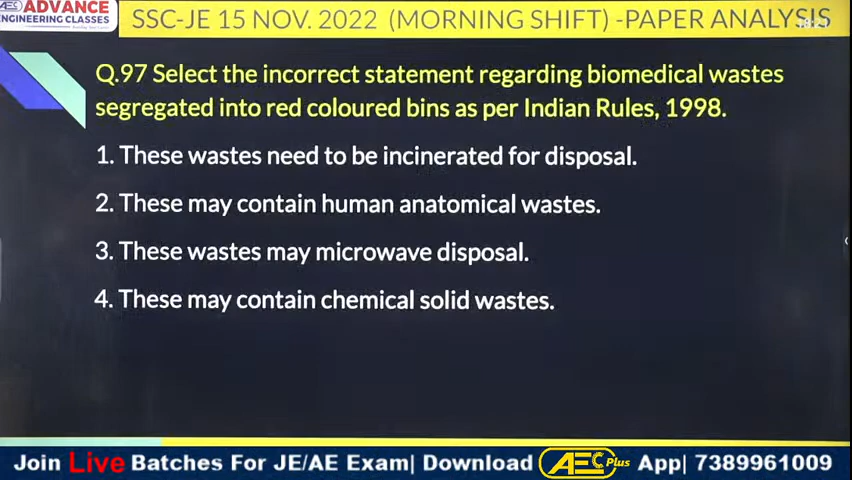 AEC ADVANCE
ENGINEERING CLASSES
SSC-JE 15 NOV. 2022 (MORNING SHIFT) -PAPER ANALYSIS
Q.97 Select the incorrect statement regarding biomedical wastes
segregated into red coloured bins as per Indian Rules, 1998.
1. These wastes need to be incinerated for disposal.
2. These may contain human anatomical wastes.
3. These wastes may microwave disposal.
4. These may contain chemical solid wastes.
Join Live Batches For JE/AE Exam| Download AEC Plus App| 7389961009